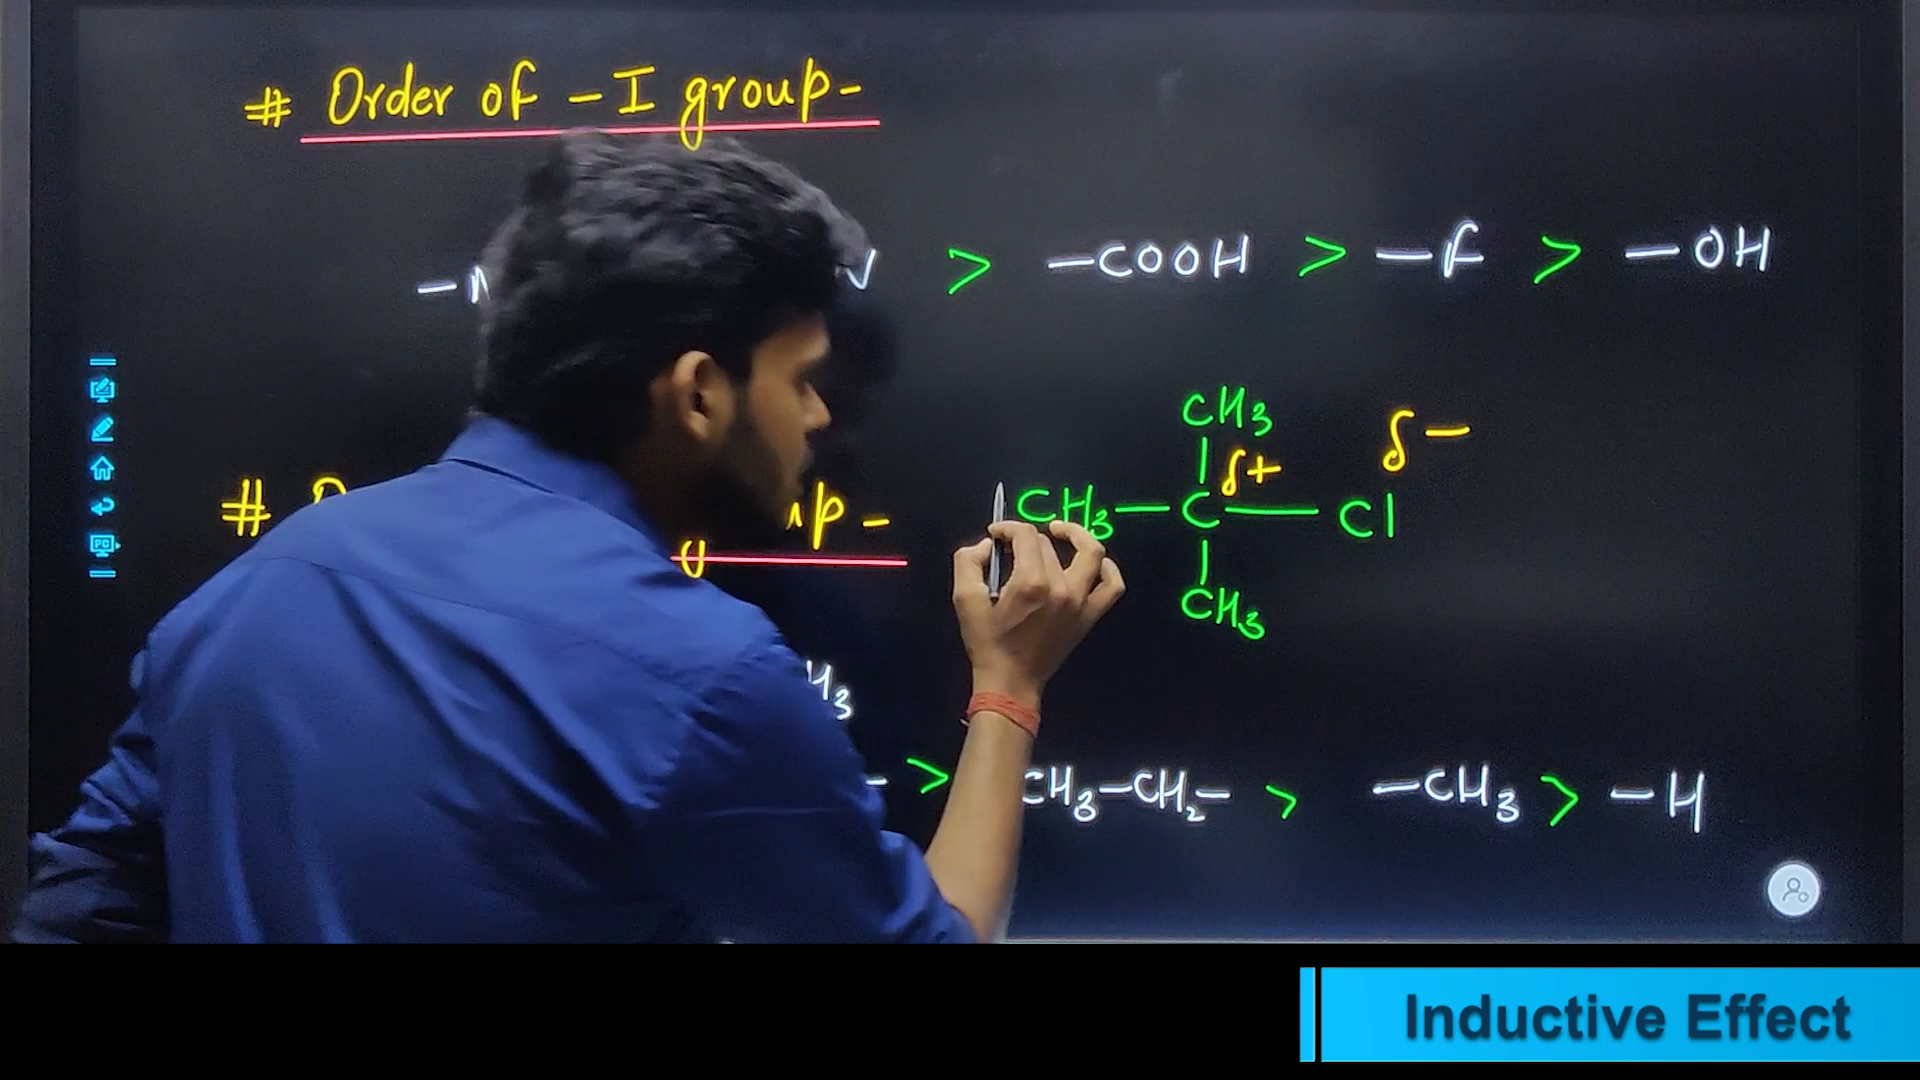 # Order of -I group-
> -COOH > -F > -OH
CH3
δ+ δ-
CH3-C-Cl
CH3
#
>
CH3-CH2- > -CH3 > -H
Inductive Effect